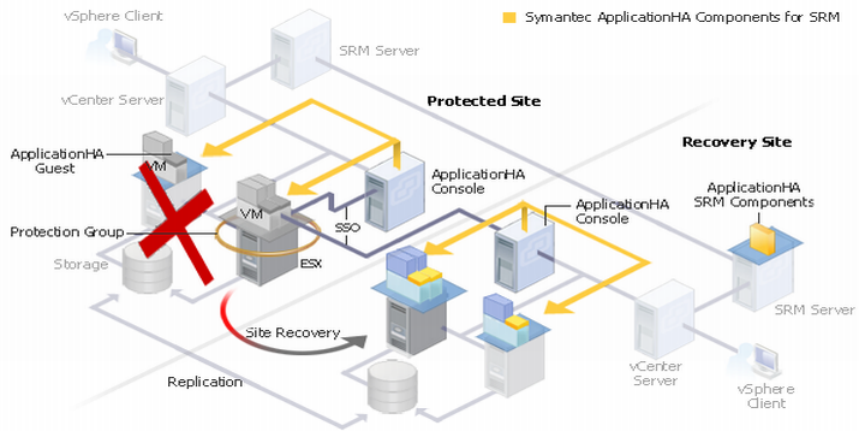 vSphere Client
Symantec ApplicationHA Components for SRM
SRM Server
vCenter Server
Protected Site
Recovery Site
ApplicationHA
Guest
VM
ApplicationHA
Console
ApplicationHA
SRM Components
ApplicationHA
Console
VM
SSO
Protection Group
Storage
ESX
SRM Server
Site Recovery
vCenter
Server
Replication
vSphere
Client